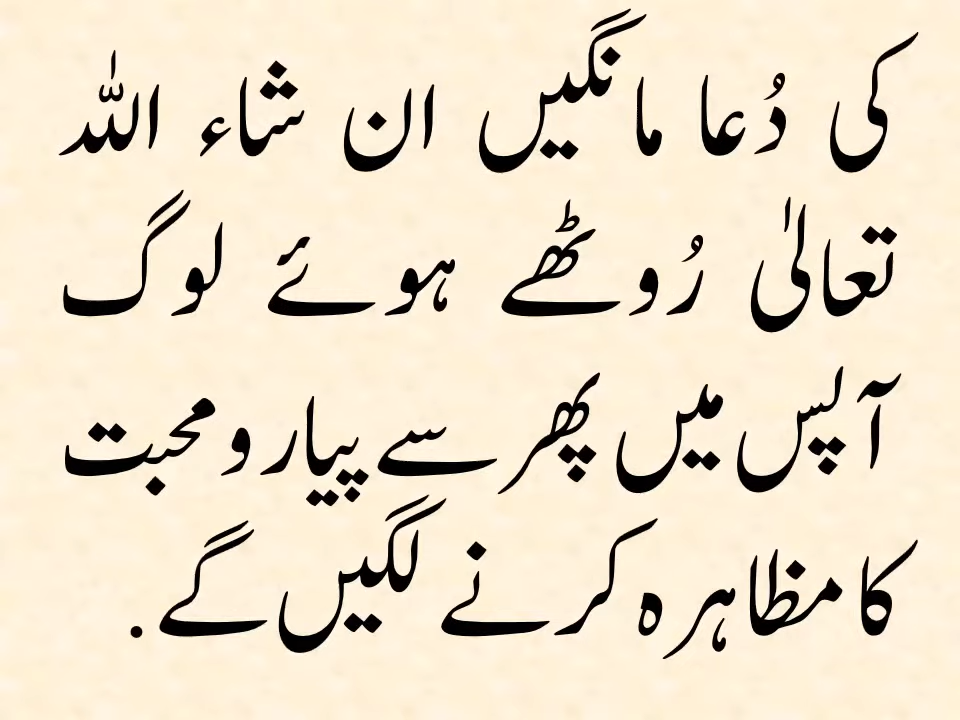 کی دُعا مانگیں ان شاء اللہ
تعالیٰ رُوٹھے ہوئے لوگ
آپس میں پھر سے پیار و محبت
کا مظاہرہ کرنے لگیں گے.